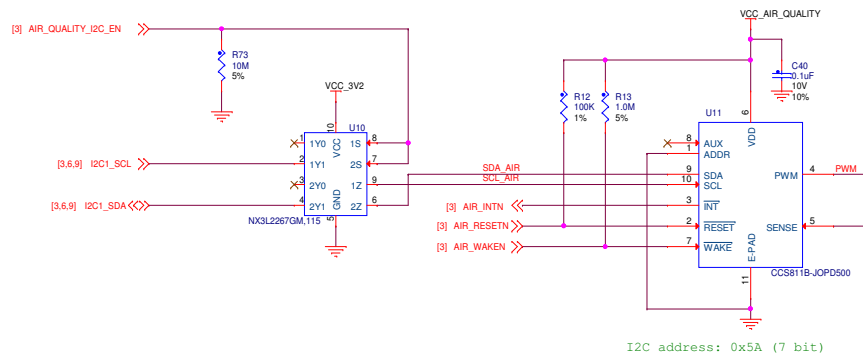 VCC_AIR_QUALITY
[3] AIR_QUALITY_I2C_EN
R73
10M
5%
VCC_3V2
C40
0.1uF
10V
10%
R12
100K
1%
R13
1.0M
5%
U11
6
VDD
10
VCC
U10
1 1Y0 1S 8
[3,6,9] I2C1_SCL 2 1Y1 2S 7
3 2Y0 1Z 9
[3,6,9] I2C1_SDA 4 2Y1 2Z 6
GND
5
NX3L2267GM,115
8 AUX
1 ADDR
SDA_AIR 9 SDA PWM 4 PWM
SCL_AIR 10 SCL
[3] AIR_INTN 3 INT
[3] AIR_RESETN 2 RESET SENSE 5
[3] AIR_WAKEN 7 WAKE
E-PAD
11
CCS811B-JOPD500
I2C address: 0x5A (7 bit)